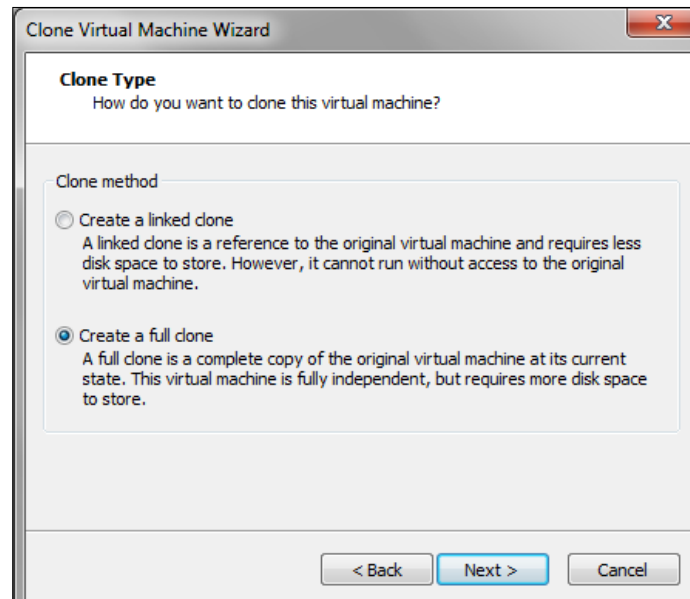 Clone Virtual Machine Wizard
Clone Type
How do you want to clone this virtual machine?
Clone method
Create a linked clone
A linked clone is a reference to the original virtual machine and requires less
disk space to store. However, it cannot run without access to the original
virtual machine.
Create a full clone
A full clone is a complete copy of the original virtual machine at its current
state. This virtual machine is fully independent, but requires more disk space
to store.
< Back
Next >
Cancel